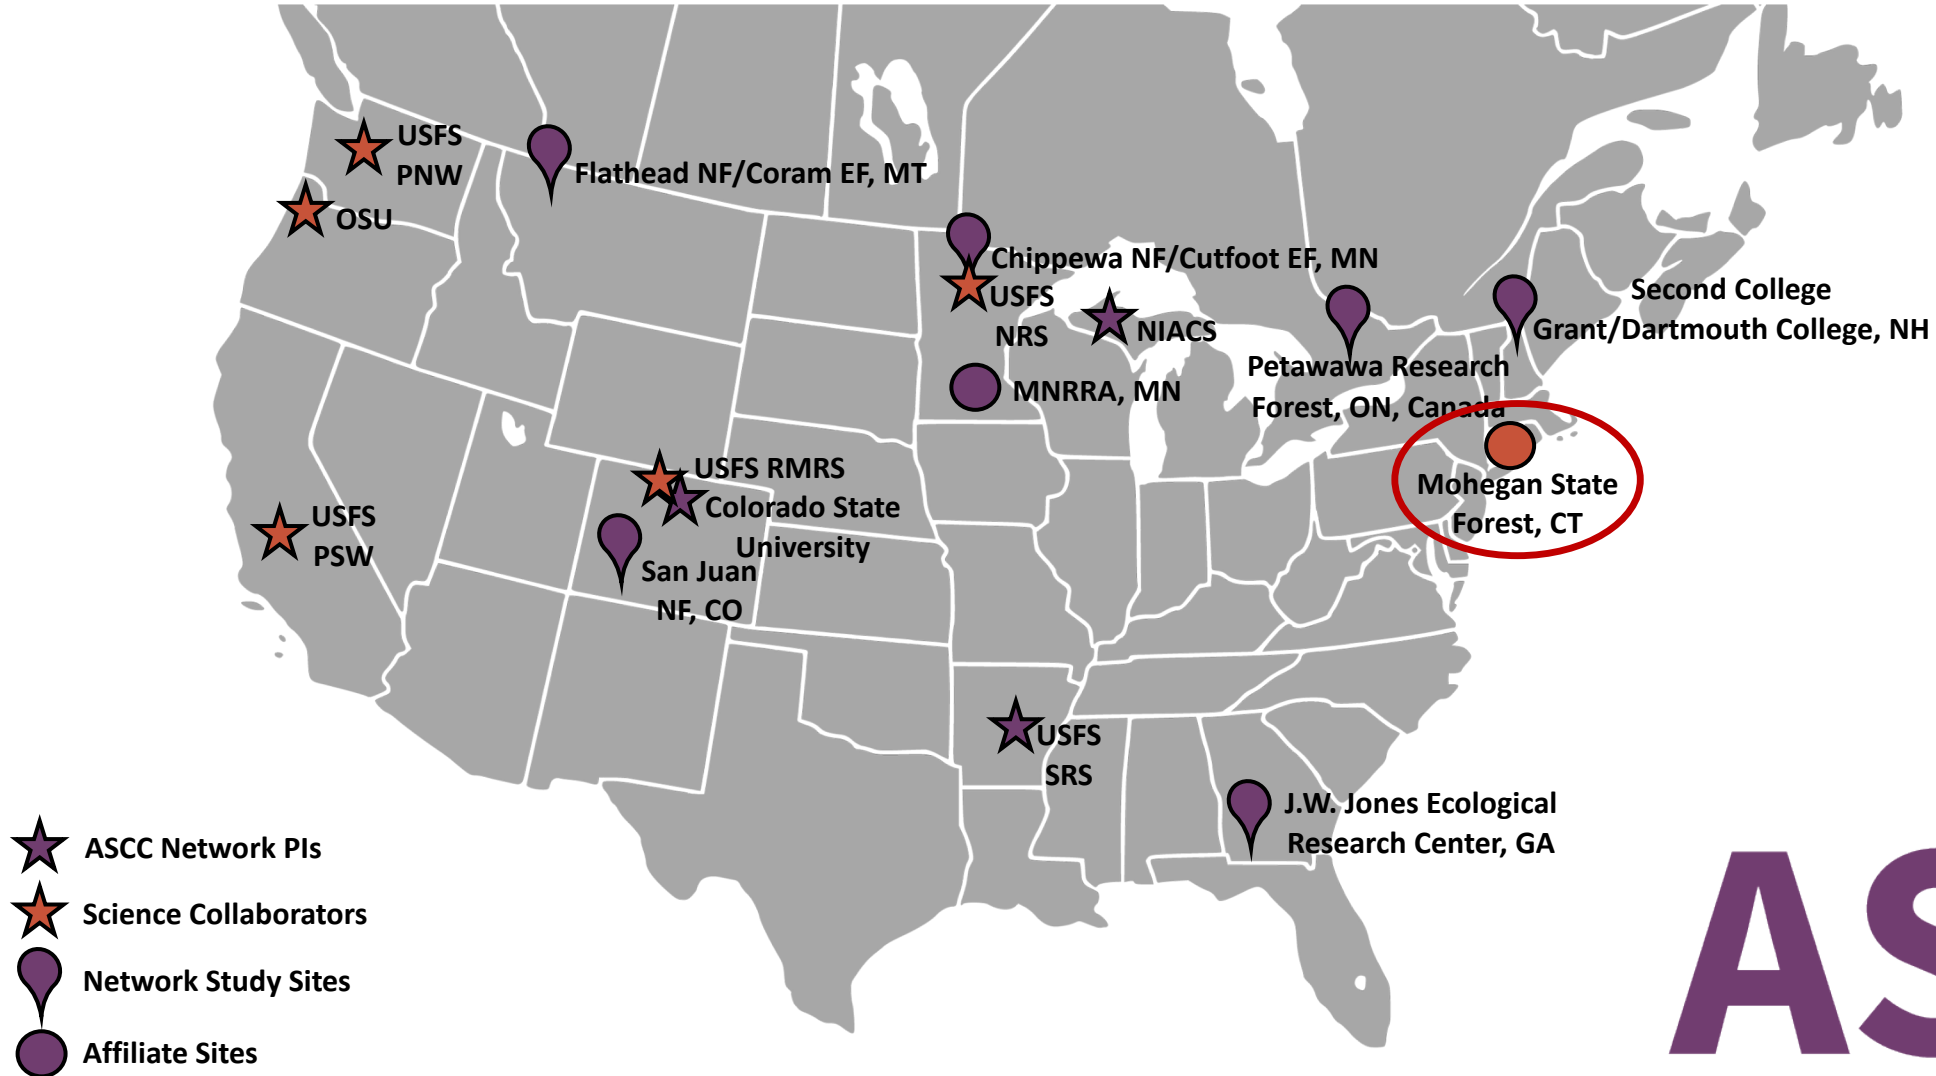 USFS
PNW
OSU
Flathead NF/Coram EF, MT
Chippewa NF/Cutfoot EF, MN
USFS
NRS
NIACS
MNRRA, MN
Petawawa Research
Forest, ON, Canada
Second College
Grant/Dartmouth College, NH
Mohegan State
Forest, CT
USFS RMRS
Colorado State
University
USFS
PSW
San Juan
NF, CO
USFS
SRS
J.W. Jones Ecological
Research Center, GA
ASCC Network PIs
Science Collaborators
Network Study Sites
Affiliate Sites
AS